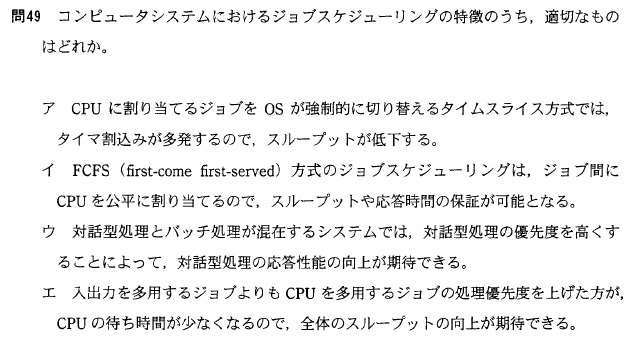 問49 コンピュータシステムにおけるジョブスケジューリングの特徴のうち，適切なもの
はどれか。
ア CPU に割り当てるジョブを OS が強制的に切り替えるタイムスライス方式では，
タイマ割込みが多発するので，スループットが低下する。
イ FCFS（first-come first-served）方式のジョブスケジューリングは，ジョブ間に
CPU を公平に割り当てるので，スループットや応答時間の保証が可能となる。
ウ 対話型処理とバッチ処理が混在するシステムでは，対話型処理の優先度を高くす
ることによって，対話型処理の応答性能の向上が期待できる。
エ 入出力を多用するジョブよりも CPU を多用するジョブの処理優先度を上げた方が，
CPU の待ち時間が少なくなるので，全体のスループットの向上が期待できる。